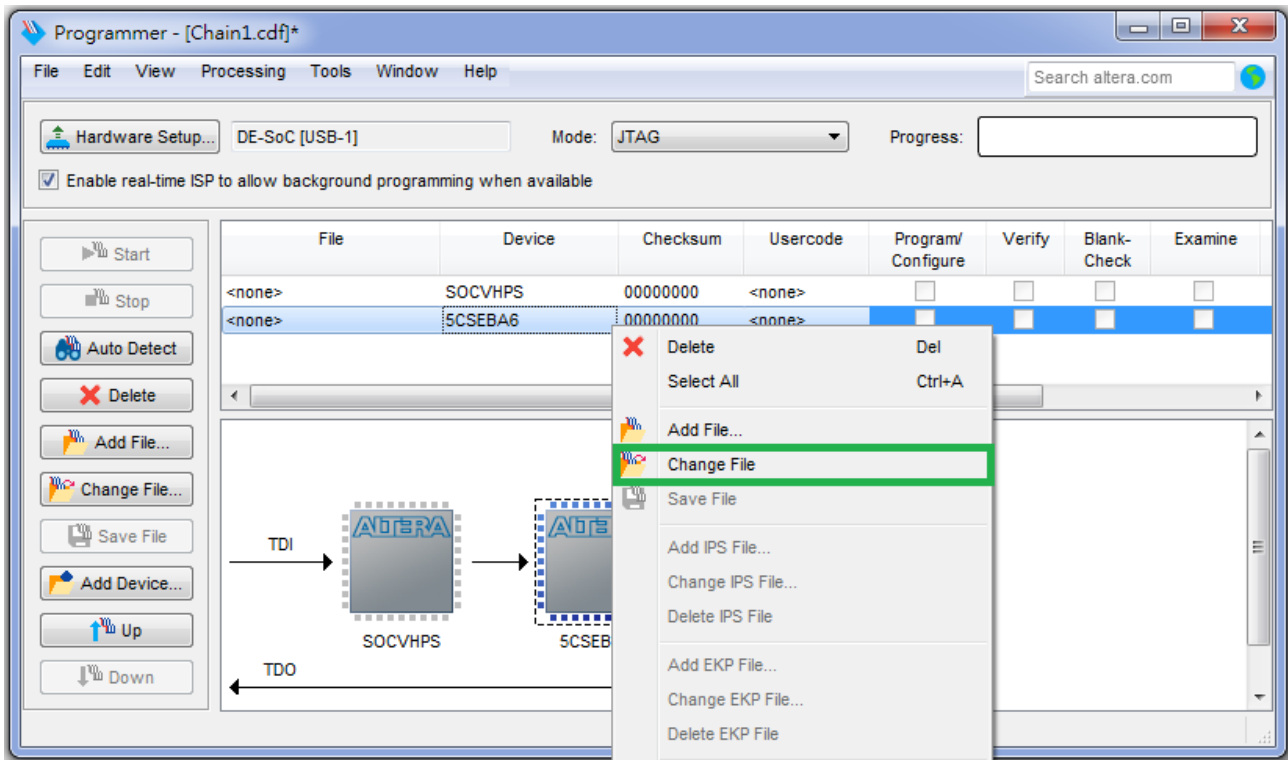 Programmer - [Chain1.cdf]*
File Edit View Processing Tools Window Help
Search altera.com
Hardware Setup... DE-SoC [USB-1] Mode: JTAG Progress:
Enable real-time ISP to allow background programming when available
File Device Checksum Usercode Program/ Configure Verify Blank- Check Examine
<none> SOCVHPS 00000000 <none>
<none> 5CSEBA6 00000000 <none>
Start
Stop
Auto Detect
Delete
Add File...
Change File...
Save File
Add Device...
Up
Down
Delete Del
Select All Ctrl+A
Add File...
Change File
Save File
Add IPS File...
Change IPS File...
Delete IPS File
Add EKP File...
Change EKP File...
Delete EKP File
TDI
ALTERA
SOCVHPS
ALTE
5CSEB
TDO